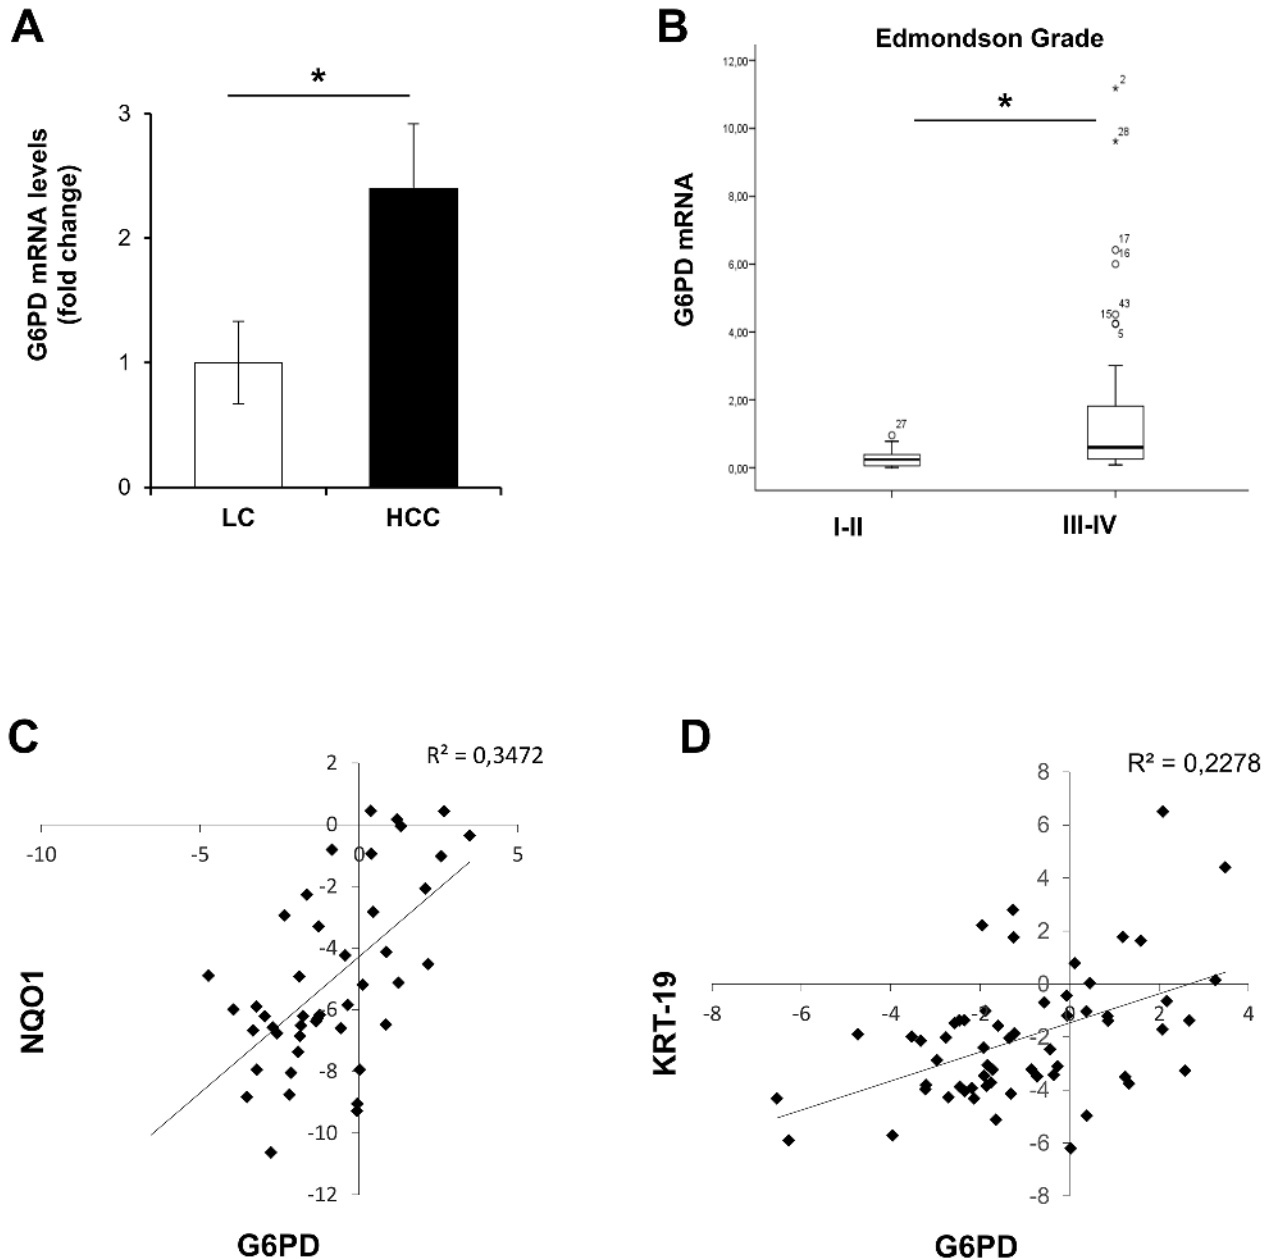 A
*
G6PD mRNA levels
(fold change)
3
2
1
0
LC
HCC
B
Edmondson Grade
*
G6PD mRNA
12,00
10,00
8,00
6,00
4,00
2,00
0,00
*2
*28
17
16
43
15
5
27
I-II
III-IV
C
R² = 0,3472
NQO1
2
0
-2
-4
-6
-8
-10
-12
-10
-5
0
5
G6PD
D
R² = 0,2278
KRT-19
8
6
4
2
0
-2
-4
-6
-8
-8
-6
-4
-2
0
2
4
G6PD